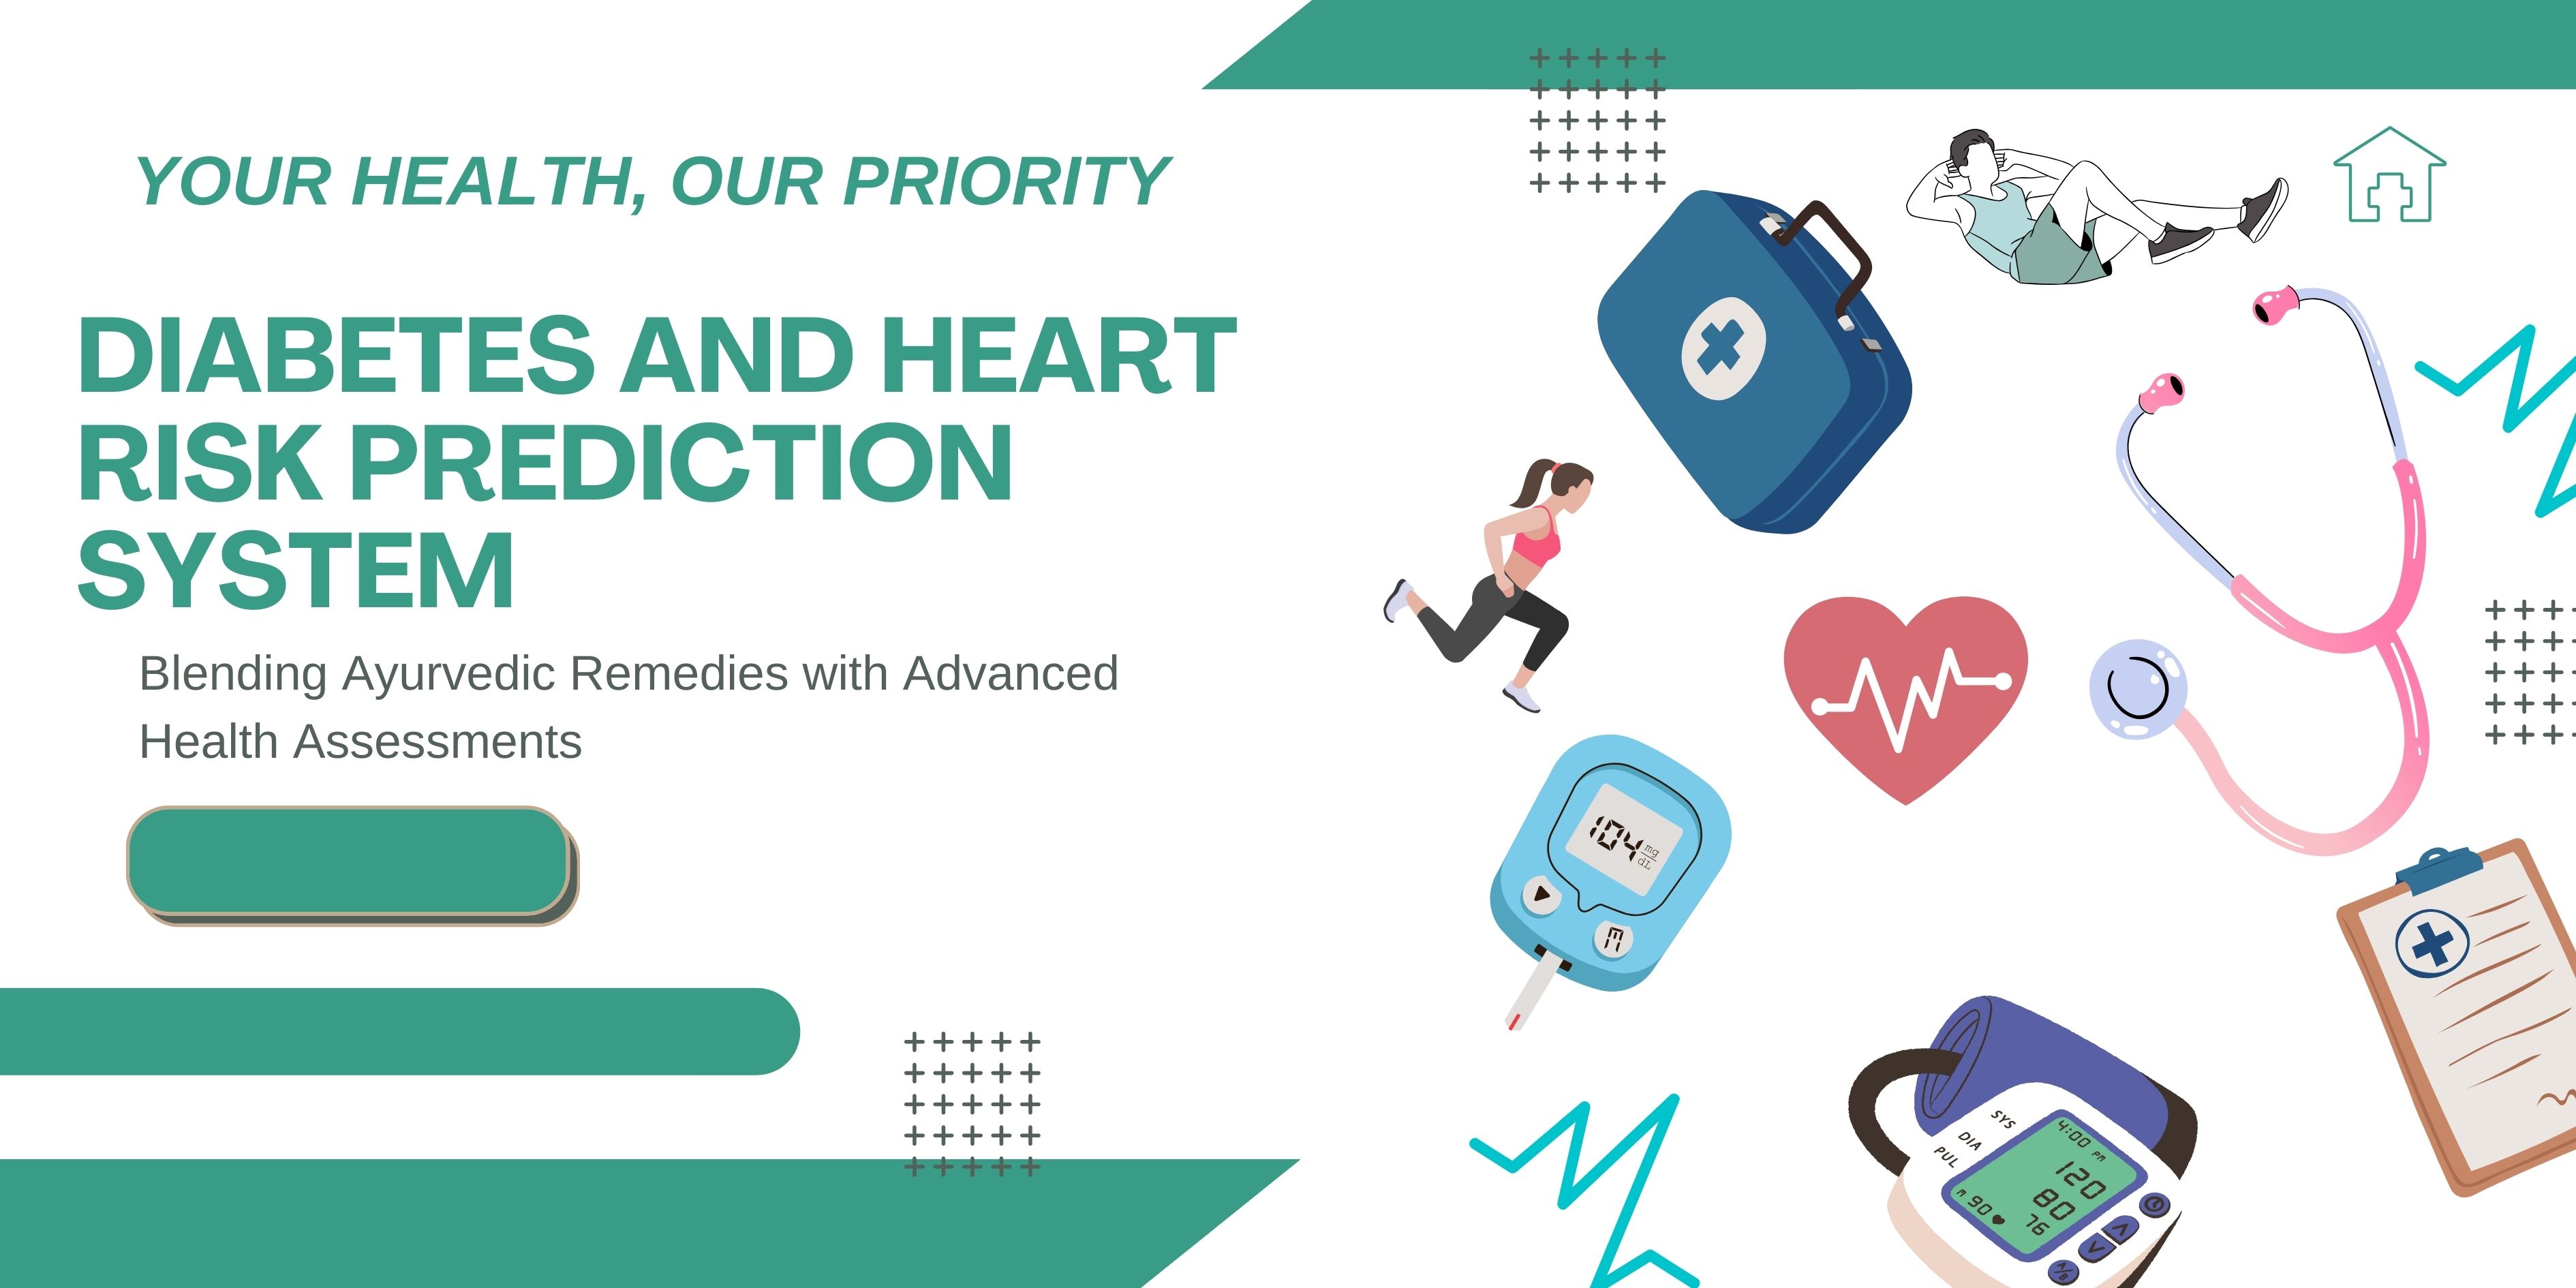 YOUR HEALTH, OUR PRIORITY
DIABETES AND HEART
RISK PREDICTION
SYSTEM
Blending Ayurvedic Remedies with Advanced
Health Assessments
104 mg
dL
M
SYS
DIA
PUL
4:00 PM
120
80
76
M 90
A/B